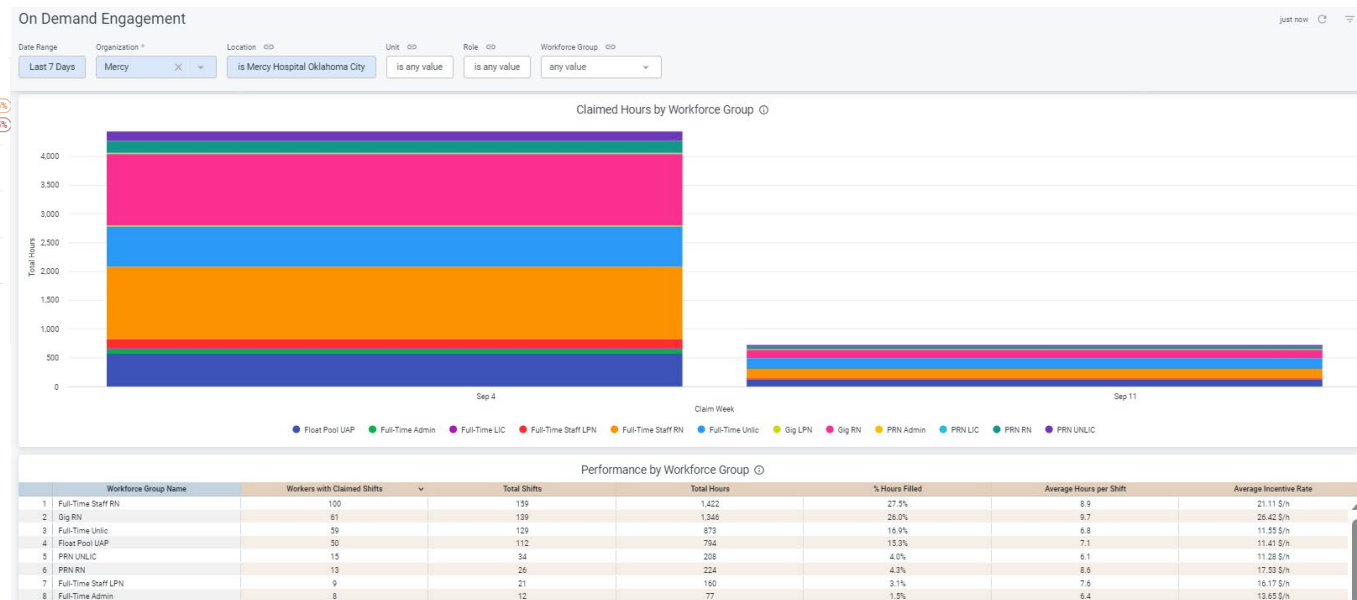 On Demand Engagement
just now
Date Range Organization * Location Unit Role Workforce Group
Last 7 Days Mercy is Mercy Hospital Oklahoma City is any value is any value any value
Claimed Hours by Workforce Group
4,000
3,500
3,000
2,500
2,000
1,500
1,000
500
0
Total Hours
Sep 4 Sep 11
Claim Week
Float Pool UAP Full-Time Admin Full-Time LIC Full-Time Staff LPN Full-Time Staff RN Full-Time Unlic Gig LPN Gig RN PRN Admin PRN LIC PRN RN PRN UNLIC
Performance by Workforce Group
Workforce Group Name Workers with Claimed Shifts Total Shifts Total Hours % Hours Filled Average Hours per Shift Average Incentive Rate
1 Full-Time Staff RN 100 159 1,422 27.5% 8.9 21.11 $/h
2 Gig RN 61 139 1,346 26.0% 9.7 26.42 $/h
3 Full-Time Unlic 59 129 873 16.9% 6.8 11.55 $/h
4 Float Pool UAP 50 112 794 15.3% 7.1 11.41 $/h
5 PRN UNLIC 15 34 208 4.0% 6.1 11.28 $/h
6 PRN RN 13 26 224 4.3% 8.6 17.53 $/h
7 Full-Time Staff LPN 9 21 160 3.1% 7.6 16.17 $/h
8 Full-Time Admin 8 12 77 1.5% 6.4 13.65 $/h